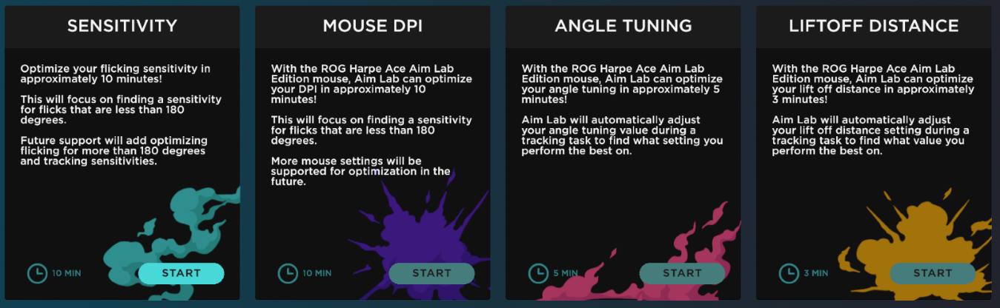 SENSITIVITY
Optimize your flicking sensitivity in
approximately 10 minutes!
This will focus on finding a sensitivity
for flicks that are less than 180
degrees.
Future support will add optimizing
flicking for more than 180 degrees
and tracking sensitivities.
10 MIN
START
MOUSE DPI
With the ROG Harpe Ace Aim Lab
Edition mouse, Aim Lab can optimize
your DPI in approximately 10
minutes!
This will focus on finding a sensitivity
for flicks that are less than 180
degrees.
More mouse settings will be
supported for optimization in the
future.
10 MIN
START
ANGLE TUNING
With the ROG Harpe Ace Aim Lab
Edition mouse, Aim Lab can optimize
your angle tuning in approximately 5
minutes!
Aim Lab will automatically adjust
your angle tuning value during a
tracking task to find what setting you
perform the best on.
5 MIN
START
LIFTOFF DISTANCE
With the ROG Harpe Ace Aim Lab
Edition mouse, Aim Lab can optimize
your lift off distance in approximately
3 minutes!
Aim Lab will automatically adjust
your lift off distance setting during a
tracking task to find what value you
perform the best on.
3 MIN
START